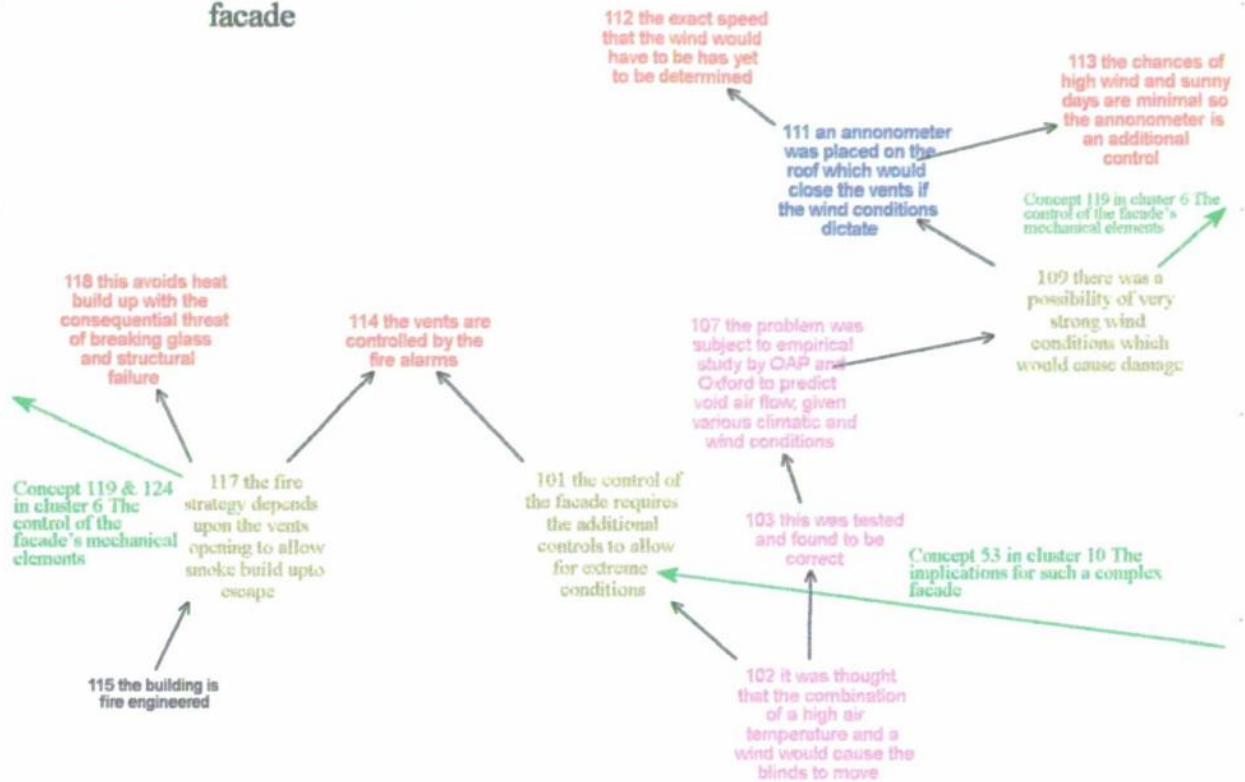 facade
112 the exact speed
that the wind would
have to be has yet
to be determined
113 the chances of
high wind and sunny
days are minimal so
the annonometer is
an additional
control
111 an annonometer
was placed on the
roof which would
close the vents if
the wind conditions
dictate
Concept 119 in cluster 6 The
control of the facade's
mechanical elements
109 there was a
possibility of very
strong wind
conditions which
would cause damage
118 this avoids heat
build up with the
consequential threat
of breaking glass
and structural
failure
114 the vents are
controlled by the
fire alarms
107 the problem was
subject to empirical
study by OAP and
Oxford to predict
void air flow, given
various climatic and
wind conditions
Concept 119 & 124
in cluster 6 The
control of the
facade's mechanical
elements
117 the fire
strategy depends
upon the vents
opening to allow
smoke build upto
escape
101 the control of
the facade requires
the additional
controls to allow
for extreme
conditions
103 this was tested
and found to be
correct
Concept 53 in cluster 10 The
implications for such a complex
facade
115 the building is
fire engineered
102 it was thought
that the combination
of a high air
temperature and a
wind would cause the
blinds to move